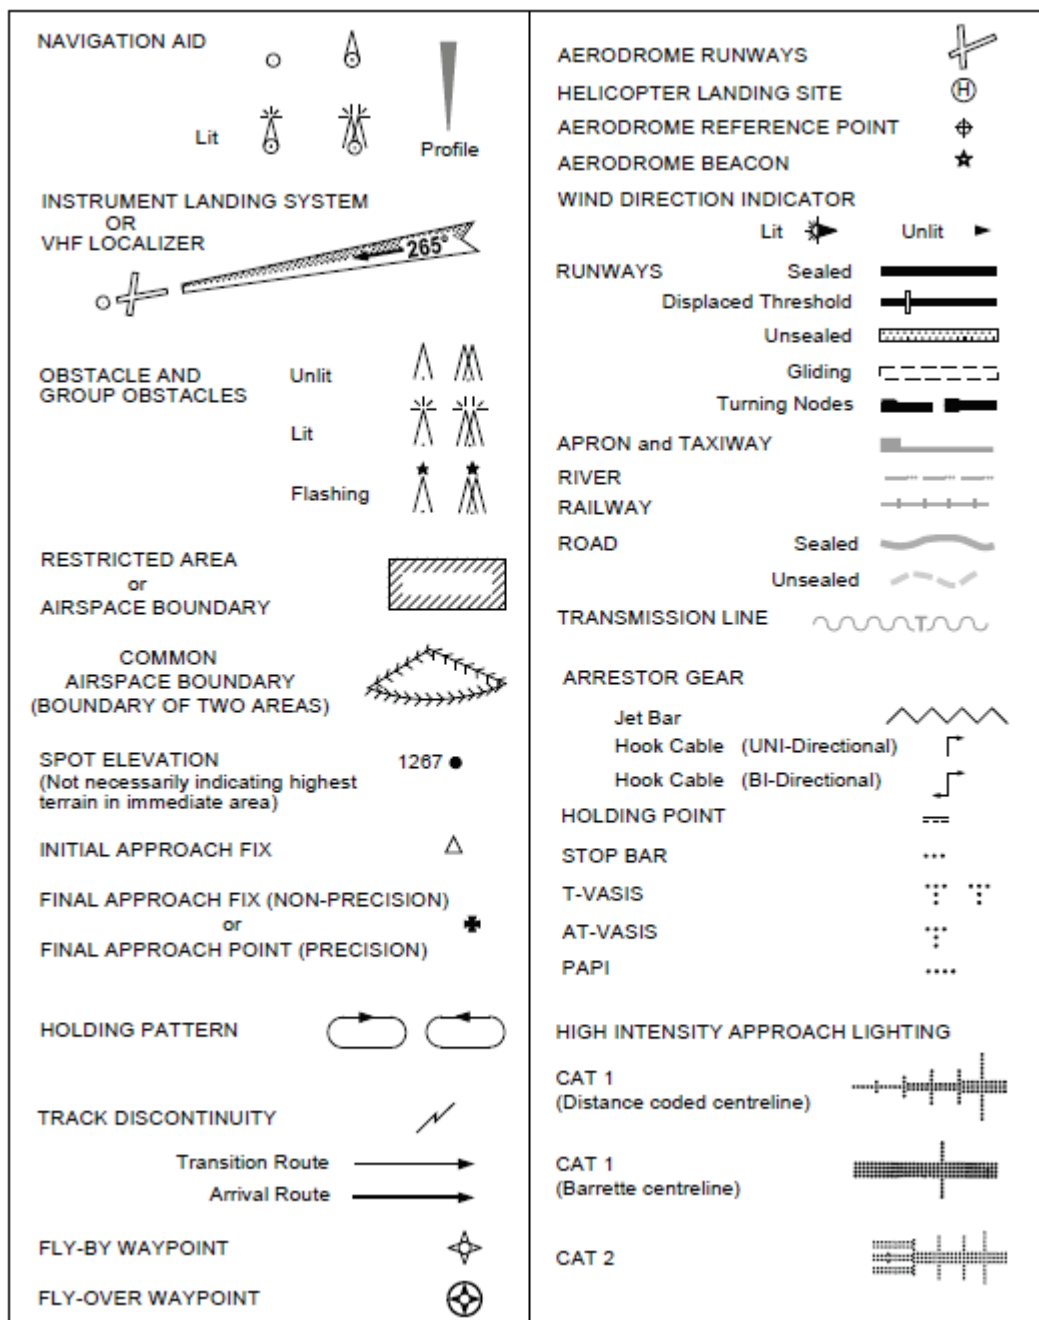 NAVIGATION AID
Lit
Profile
INSTRUMENT LANDING SYSTEM
OR
VHF LOCALIZER
265°
OBSTACLE AND
GROUP OBSTACLES
Unlit
Lit
Flashing
RESTRICTED AREA
or
AIRSPACE BOUNDARY
COMMON
AIRSPACE BOUNDARY
(BOUNDARY OF TWO AREAS)
SPOT ELEVATION
1267
(Not necessarily indicating highest
terrain in immediate area)
INITIAL APPROACH FIX
FINAL APPROACH FIX (NON-PRECISION)
or
FINAL APPROACH POINT (PRECISION)
HOLDING PATTERN
TRACK DISCONTINUITY
Transition Route
Arrival Route
FLY-BY WAYPOINT
FLY-OVER WAYPOINT
AERODROME RUNWAYS
HELICOPTER LANDING SITE
H
AERODROME REFERENCE POINT
AERODROME BEACON
WIND DIRECTION INDICATOR
Lit
Unlit
RUNWAYS
Sealed
Displaced Threshold
Unsealed
Gliding
Turning Nodes
APRON and TAXIWAY
RIVER
RAILWAY
ROAD
Sealed
Unsealed
TRANSMISSION LINE
T
ARRESTOR GEAR
Jet Bar
Hook Cable (UNI-Directional)
Hook Cable (BI-Directional)
HOLDING POINT
STOP BAR
T-VASIS
AT-VASIS
PAPI
HIGH INTENSITY APPROACH LIGHTING
CAT 1
(Distance coded centreline)
CAT 1
(Barrette centreline)
CAT 2